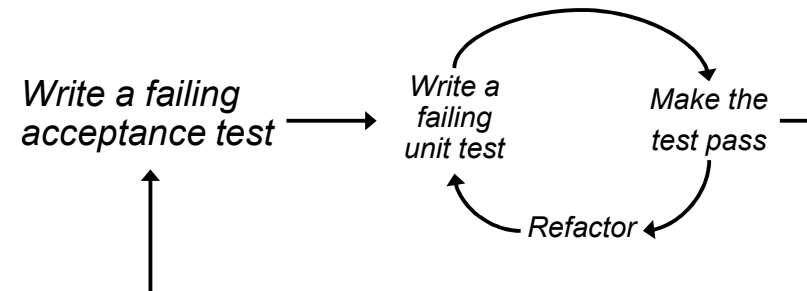 Write a failing
acceptance test
Write a
failing
unit test
Make the
test pass
Refactor